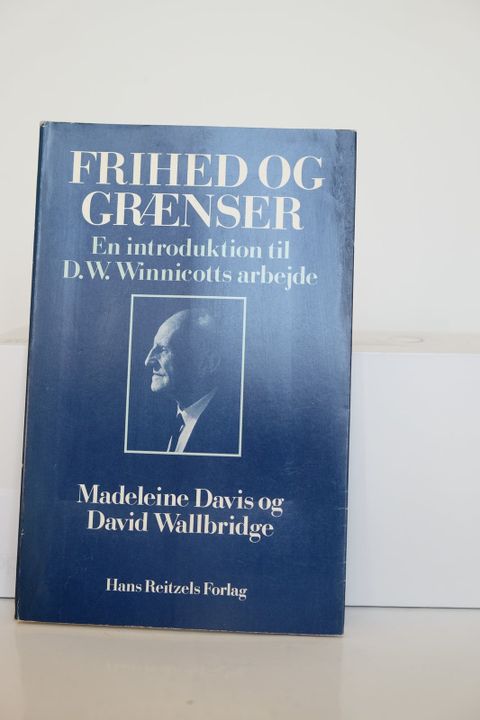 FRIHED OG
GRÆNSER
En introduktion til
D.W. Winnicotts arbejde
Madeleine Davis og
David Wallbridge
Hans Reitzels Forlag